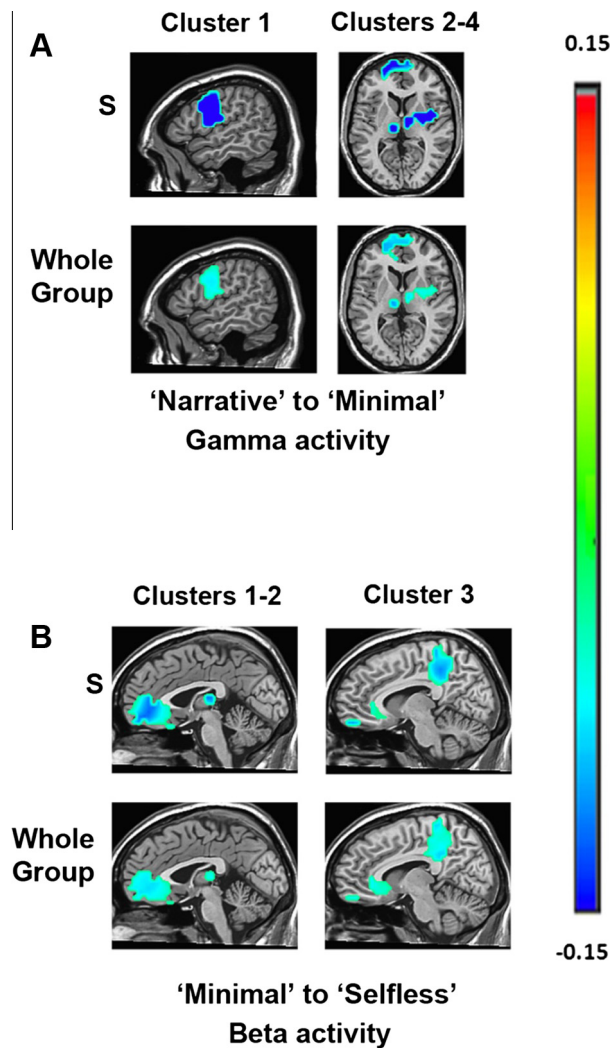 Cluster 1
Clusters 2-4
A
S
Whole
Group
‘Narrative’ to ‘Minimal’
Gamma activity
0.15
Clusters 1-2
Cluster 3
B
S
Whole
Group
-0.15
‘Minimal’ to ‘Selfless’
Beta activity